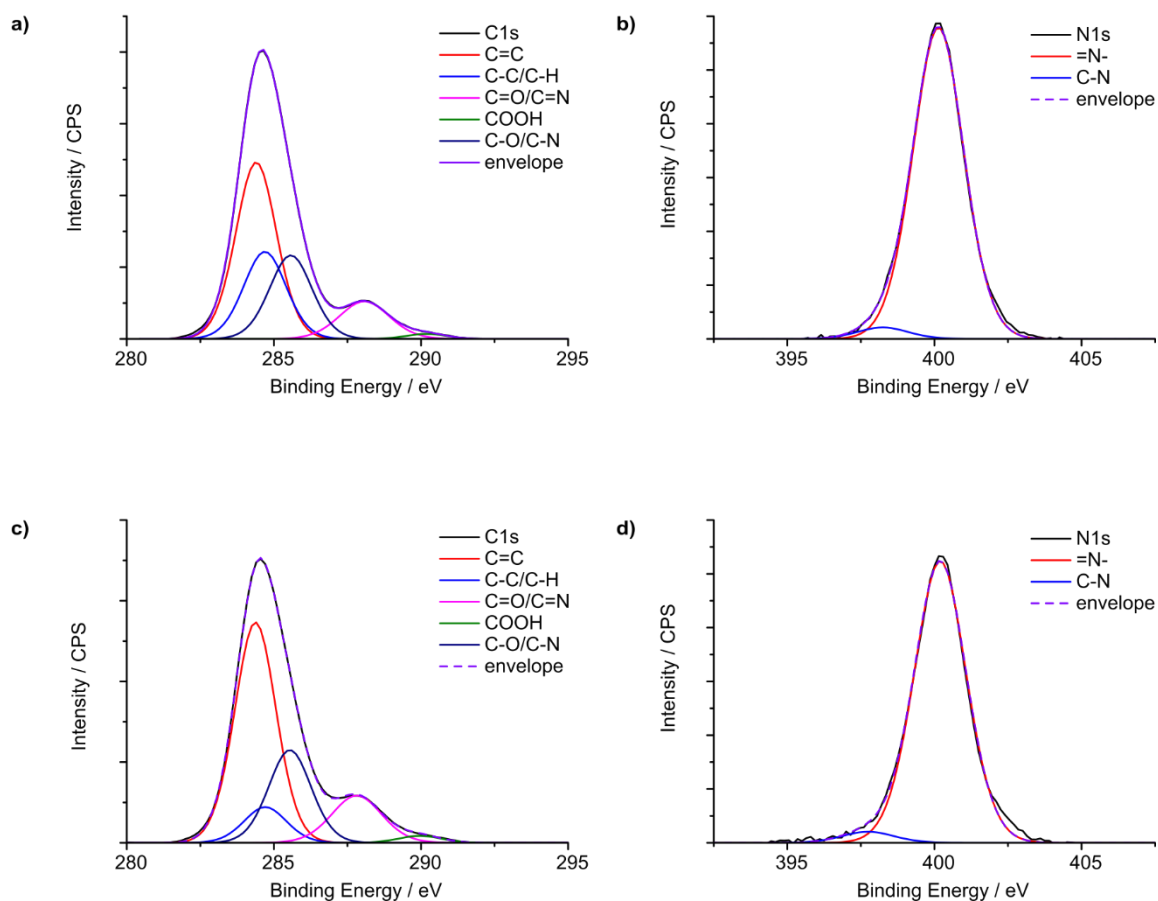 a)
C1s
C=C
C-C/C-H
C=O/C=N
COOH
C-O/C-N
envelope
Intensity / CPS
280
285
290
295
Binding Energy / eV
b)
N1s
=N-
C-N
envelope
Intensity / CPS
395
400
405
Binding Energy / eV
c)
C1s
C=C
C-C/C-H
C=O/C=N
COOH
C-O/C-N
envelope
Intensity / CPS
280
285
290
295
Binding Energy / eV
d)
N1s
=N-
C-N
envelope
Intensity / CPS
395
400
405
Binding Energy / eV